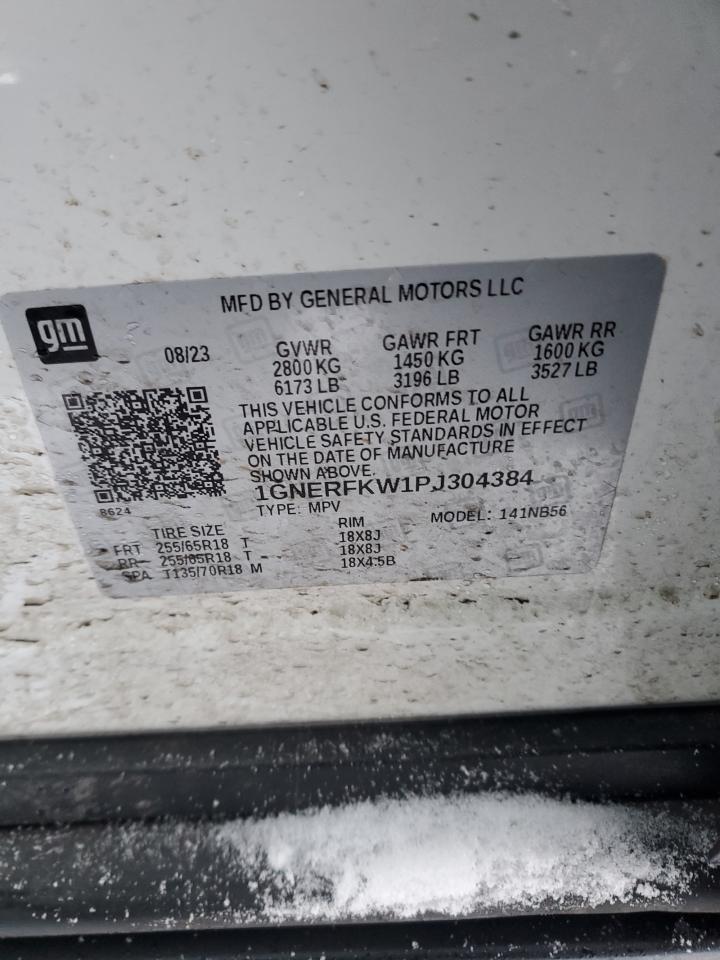 gm
MFD BY GENERAL MOTORS LLC
08/23
GVWR GAWR FRT GAWR RR
2800 KG 1450 KG 1600 KG
6173 LB 3196 LB 3527 LB
THIS VEHICLE CONFORMS TO ALL
APPLICABLE U.S. FEDERAL MOTOR
VEHICLE SAFETY STANDARDS IN EFFECT
ON THE DATE OF MANUFACTURE
SHOWN ABOVE.
8624
1GNERFKW1PJ304384
TYPE: MPV MODEL: 141NB56
TIRE SIZE RIM
FRT 255/65R18 T 18X8J
RR 255/65R18 T 18X8J
SPA T135/70R18 M 18X4.5B